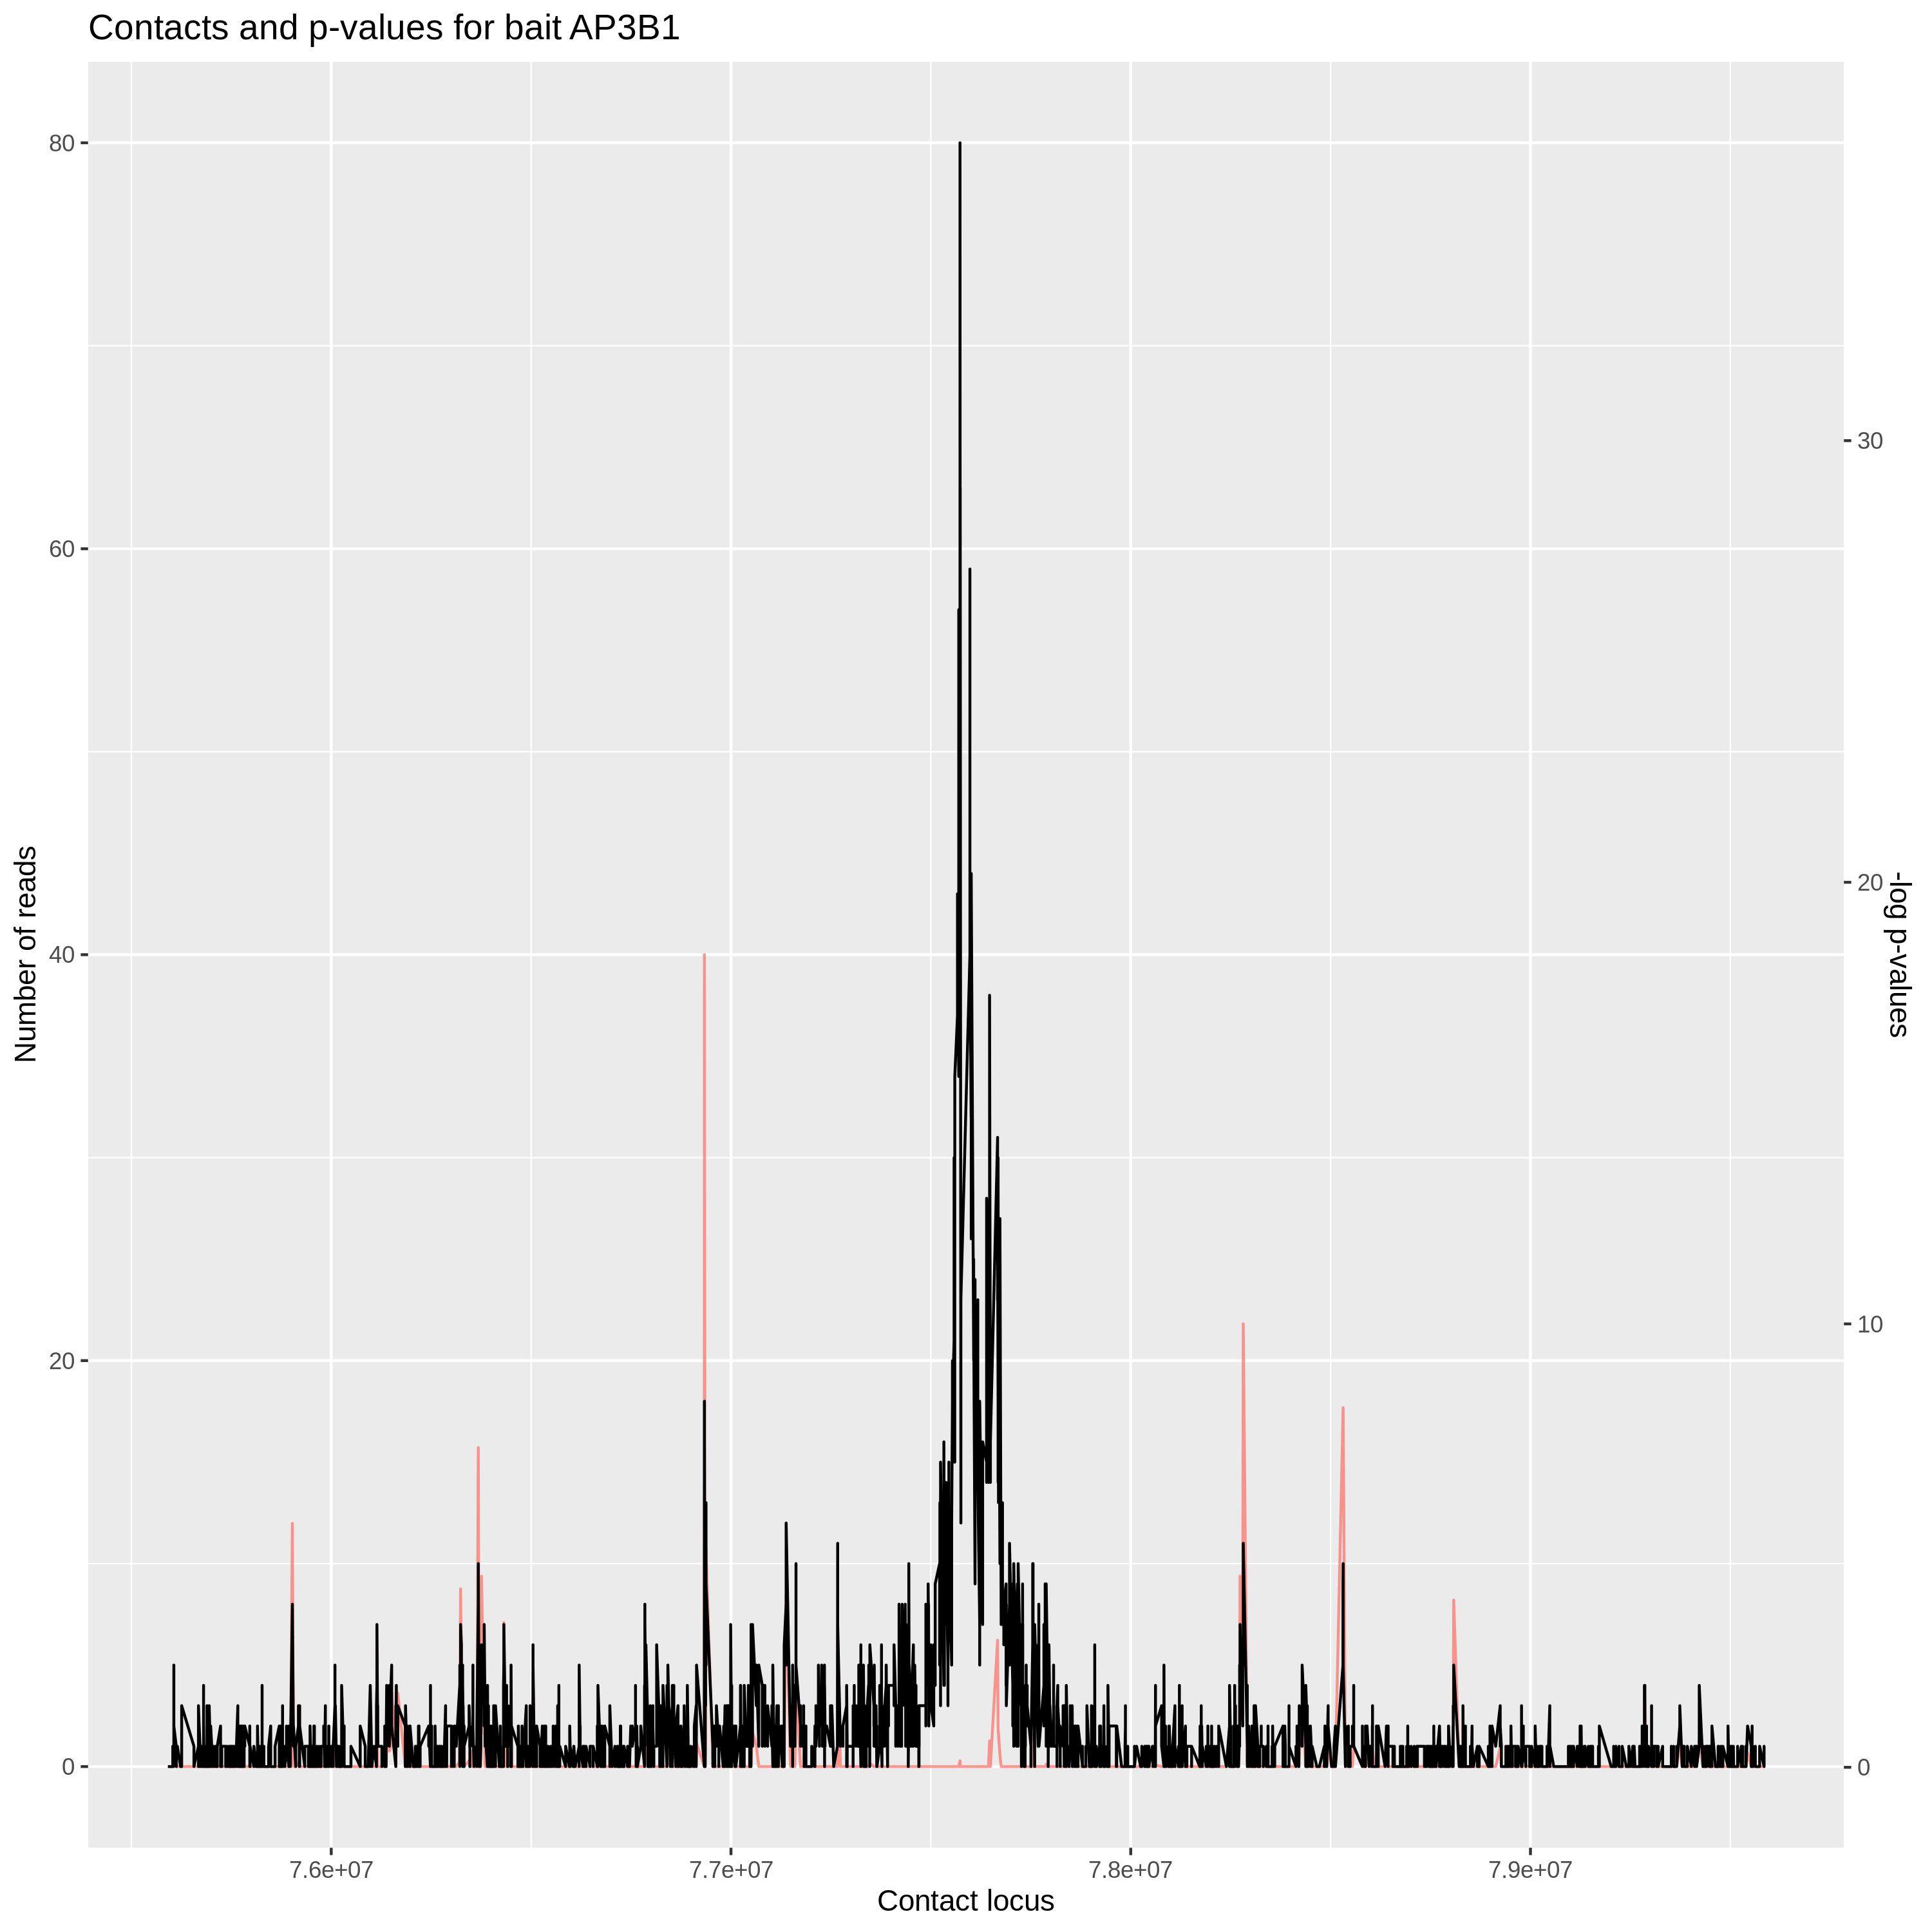 Contacts and p-values for bait AP3B1
80
60
40
20
0
30
20
10
0
Number of reads
-log p-values
7.6e+07
7.7e+07
7.8e+07
7.9e+07
Contact locus